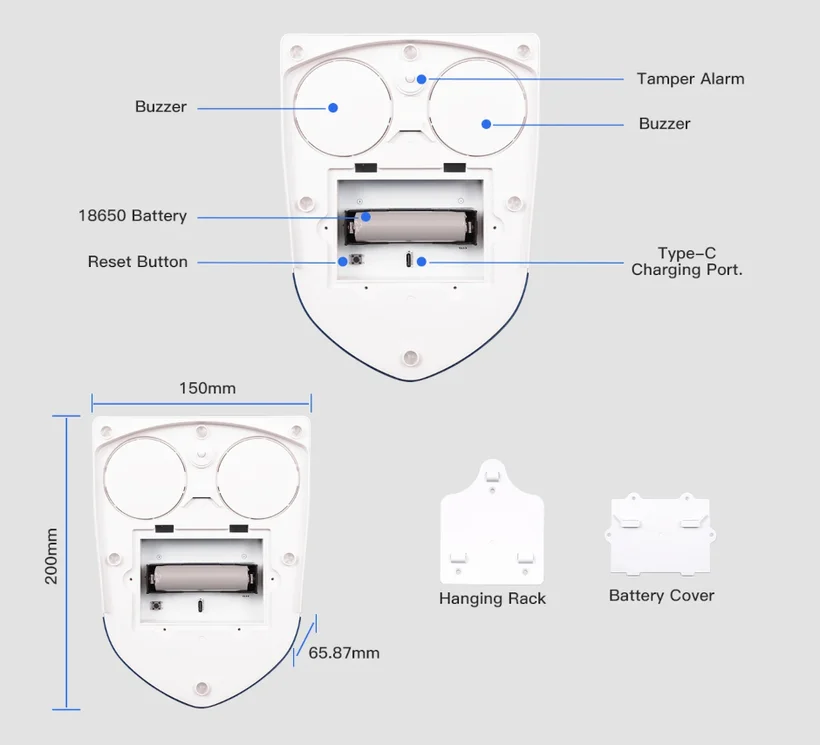 Tamper Alarm
Buzzer
Buzzer
18650 Battery
Reset Button
Type-C
Charging Port.
150mm
200mm
65.87mm
Hanging Rack
Battery Cover